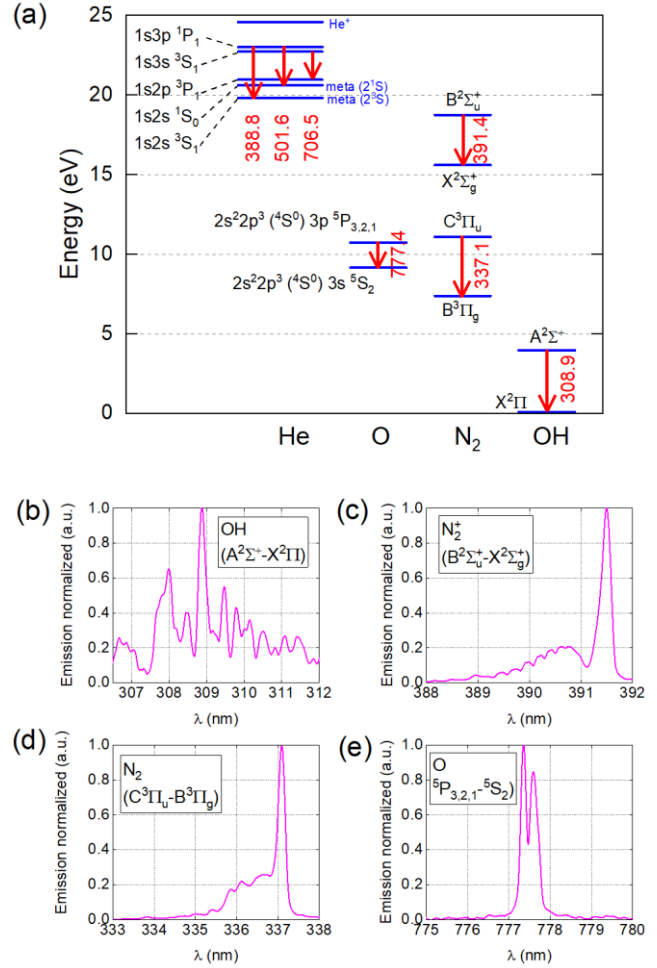 (a)
25
20
15
10
5
0
Energy (eV)
1s3p ¹P₁
1s3s ³S₁
1s2p ³P₁
1s2s ¹S₀
1s2s ³S₁
He⁺
meta (2¹S)
meta (2³S)
388.8
501.6
706.5
2s²2p³ (⁴S⁰) 3p ⁵P₃,₂,₁
777.4
2s²2p³ (⁴S⁰) 3s ⁵S₂
B²Σᵤ⁺
391.4
X²Σg⁺
C³Πᵤ
337.1
B³Πg
A²Σ⁺
308.9
X²Π
He O N₂ OH
(b)
Emission normalized (a.u.)
1.0
0.8
0.6
0.4
0.2
0.0
OH
(A²Σ⁺-X²Π)
307 308 309 310 311 312
λ (nm)
(c)
Emission normalized (a.u.)
1.0
0.8
0.6
0.4
0.2
0.0
N₂⁺
(B²Σᵤ⁺-X²Σg⁺)
388 389 390 391 392
λ (nm)
(d)
Emission normalized (a.u.)
1.0
0.8
0.6
0.4
0.2
0.0
N₂
(C³Πᵤ-B³Πg)
333 334 335 336 337 338
λ (nm)
(e)
Emission normalized (a.u.)
1.0
0.8
0.6
0.4
0.2
0.0
O
⁵P₃,₂,₁-⁵S₂)
775 776 777 778 779 780
λ (nm)